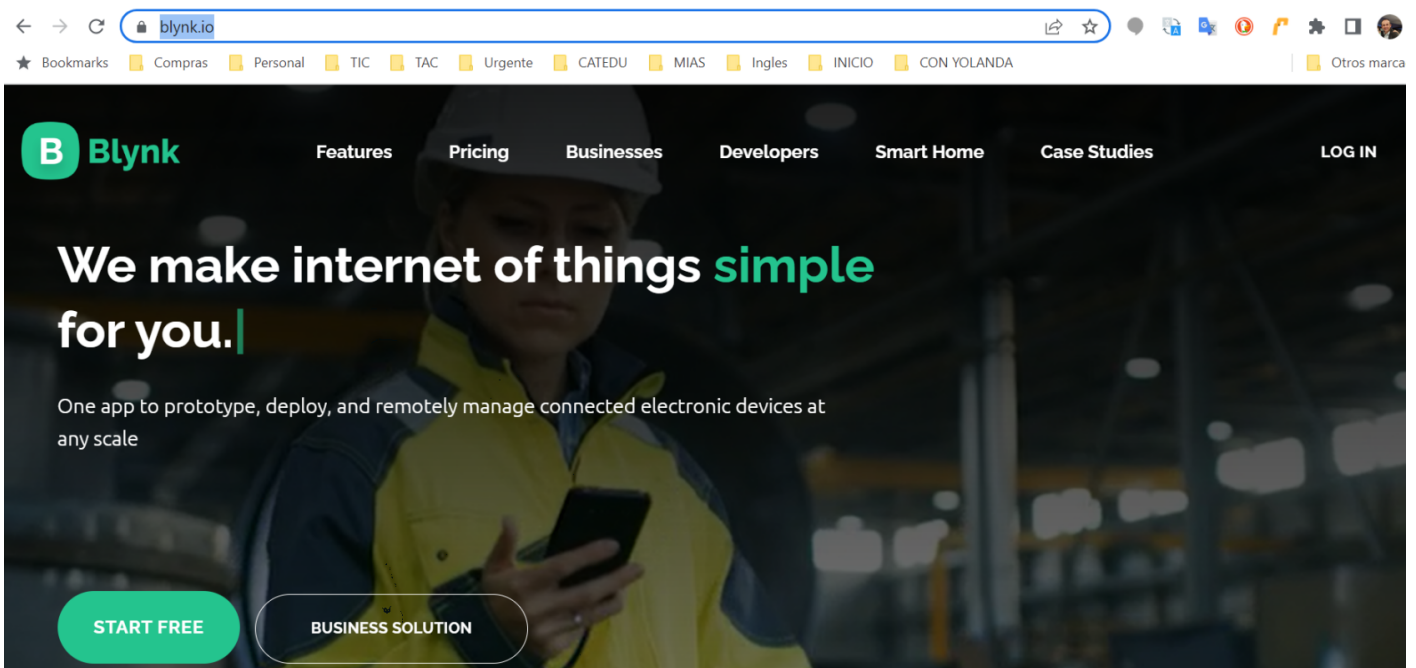 blynk.io
Bookmarks Compras Personal TIC TAC Urgente CATEDU MIAS Ingles INICIO CON YOLANDA Otros marca
B Blynk Features Pricing Businesses Developers Smart Home Case Studies LOG IN
We make internet of things simple
for you.
One app to prototype, deploy, and remotely manage connected electronic devices at
any scale
START FREE BUSINESS SOLUTION